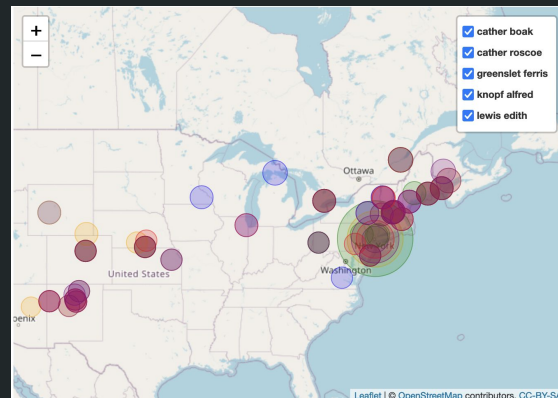 +
−
cather boak
cather roscoe
greenslet ferris
knopf alfred
lewis edith
Ottawa
Washington
United States
Leaflet | © OpenStreetMap contributors, CC-BY-S